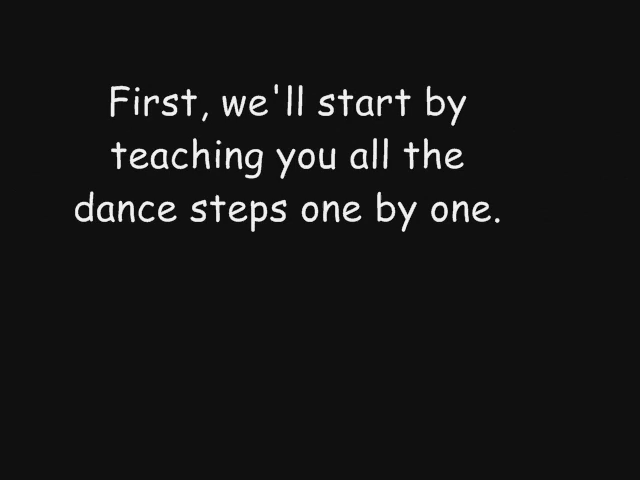 First, we'll start by
teaching you all the
dance steps one by one.